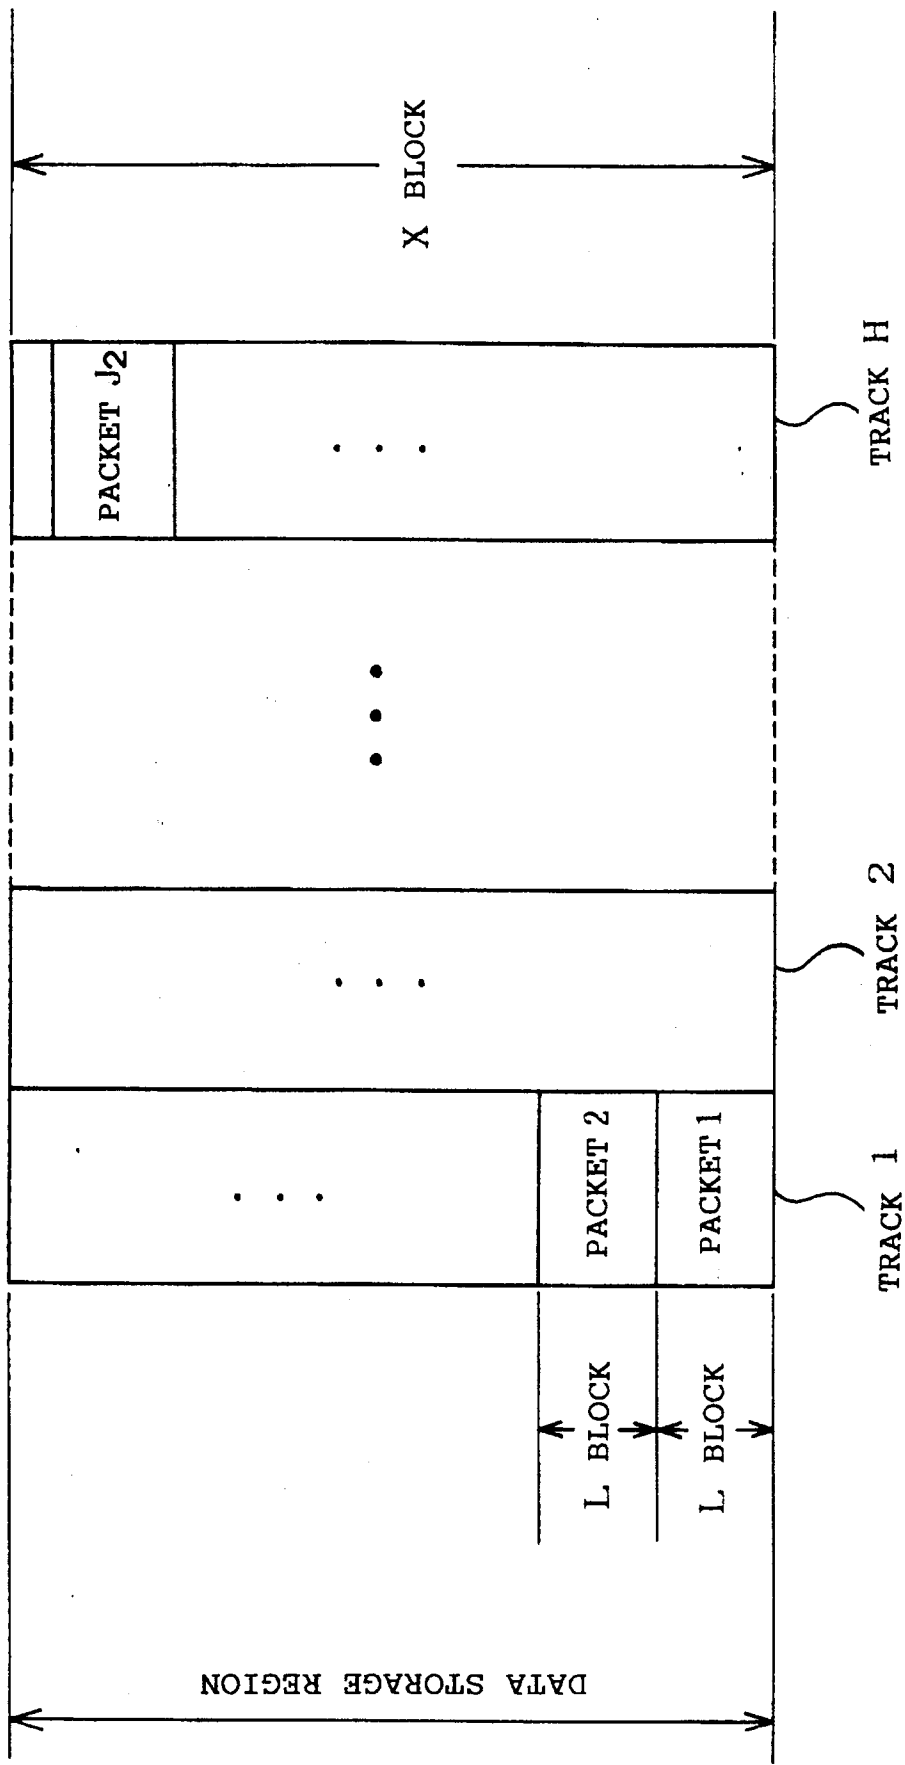 DATA STORAGE REGION
L BLOCK
L BLOCK
PACKET 2
PACKET 1
TRACK 1
TRACK 2
PACKET J2
TRACK H
X BLOCK